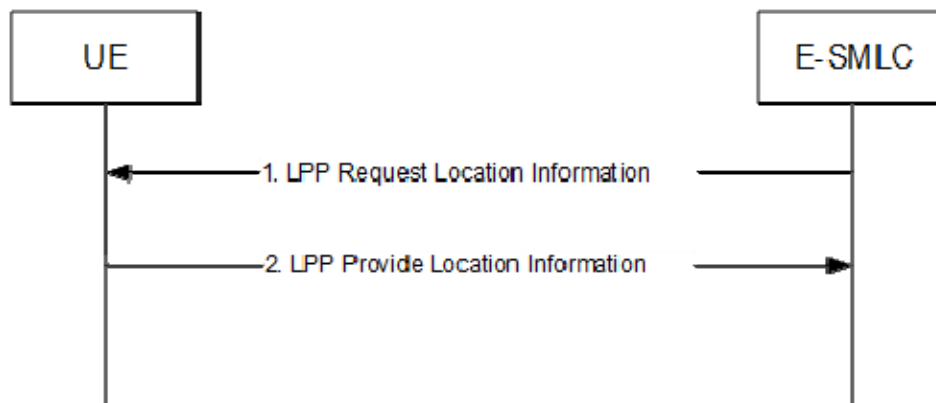 UE
E-SMLC
1. LPP Request Location Information
2. LPP Provide Location Information